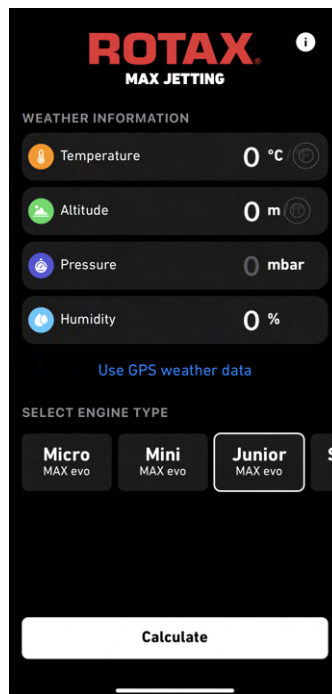 ROTAX
MAX JETTING
WEATHER INFORMATION
Temperature 0 °C / °F
Altitude 0 m / ft
Pressure 0 mbar
Humidity 0 %
Use GPS weather data
SELECT ENGINE TYPE
Micro Mini Junior
MAX evo MAX evo MAX evo
Calculate